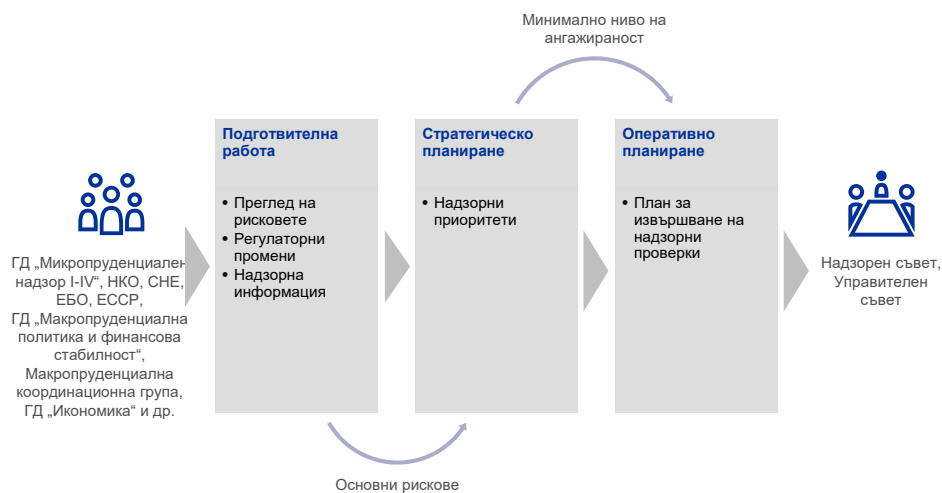 Минимално ниво на
ангажираност
Подготвителна
работа
Стратегическо
планиране
Оперативно
планиране
• Преглед на
рисковете
• Регулаторни
промени
• Надзорна
информация
• Надзорни
приоритети
• План за
извършване на
надзорни
проверки
ГД „Микропруденциален
надзор I-IV“, НКО, СНЕ,
ЕБО, ЕССР,
ГД „Макропруденциална
политика и финансова
стабилност“,
Макропруденциална
координационна група,
ГД „Икономика“ и др.
Надзорен съвет,
Управителен
съвет
Основни рискове